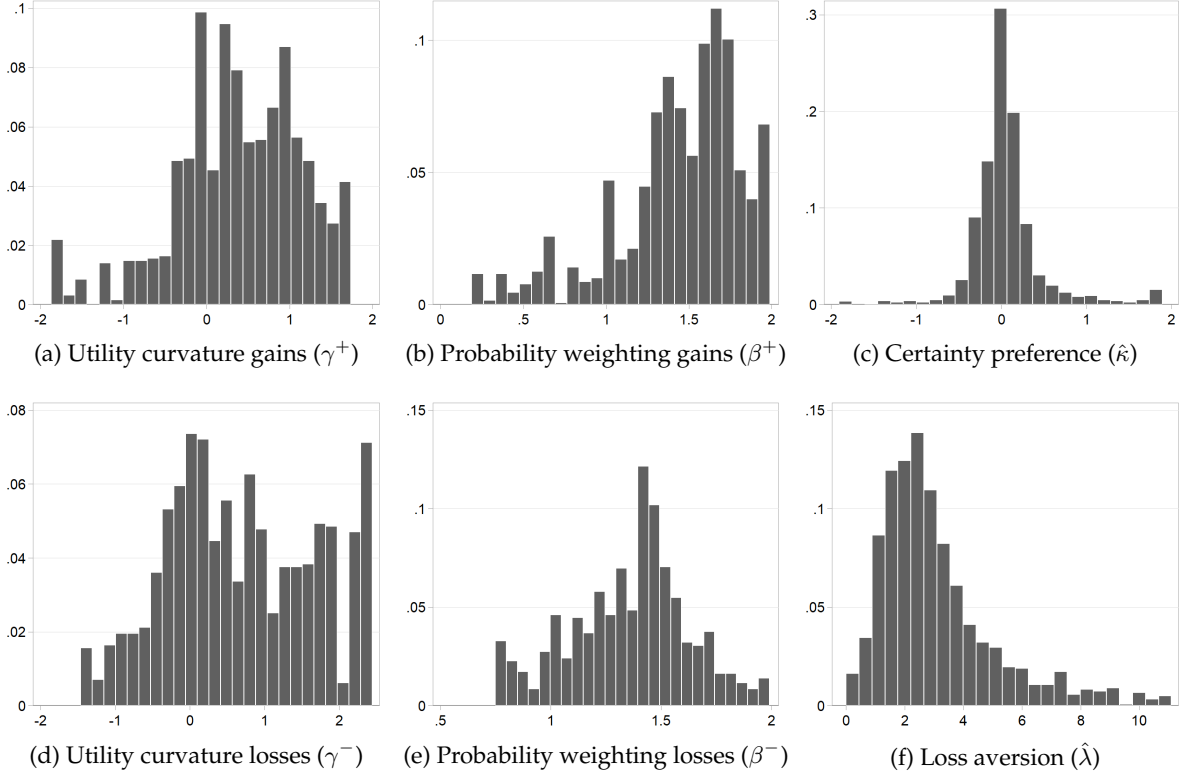 .1
.08
.06
.04
.02
0
-2 -1 0 1 2
(a) Utility curvature gains (γ⁺)
.1
.05
0
0 .5 1 1.5 2
(b) Probability weighting gains (β⁺)
.3
.2
.1
0
-2 -1 0 1 2
(c) Certainty preference (κ̂)
.08
.06
.04
.02
0
-2 -1 0 1 2
(d) Utility curvature losses (γ⁻)
.15
.1
.05
0
.5 1 1.5 2
(e) Probability weighting losses (β⁻)
.15
.1
.05
0
0 2 4 6 8 10
(f) Loss aversion (λ̂)